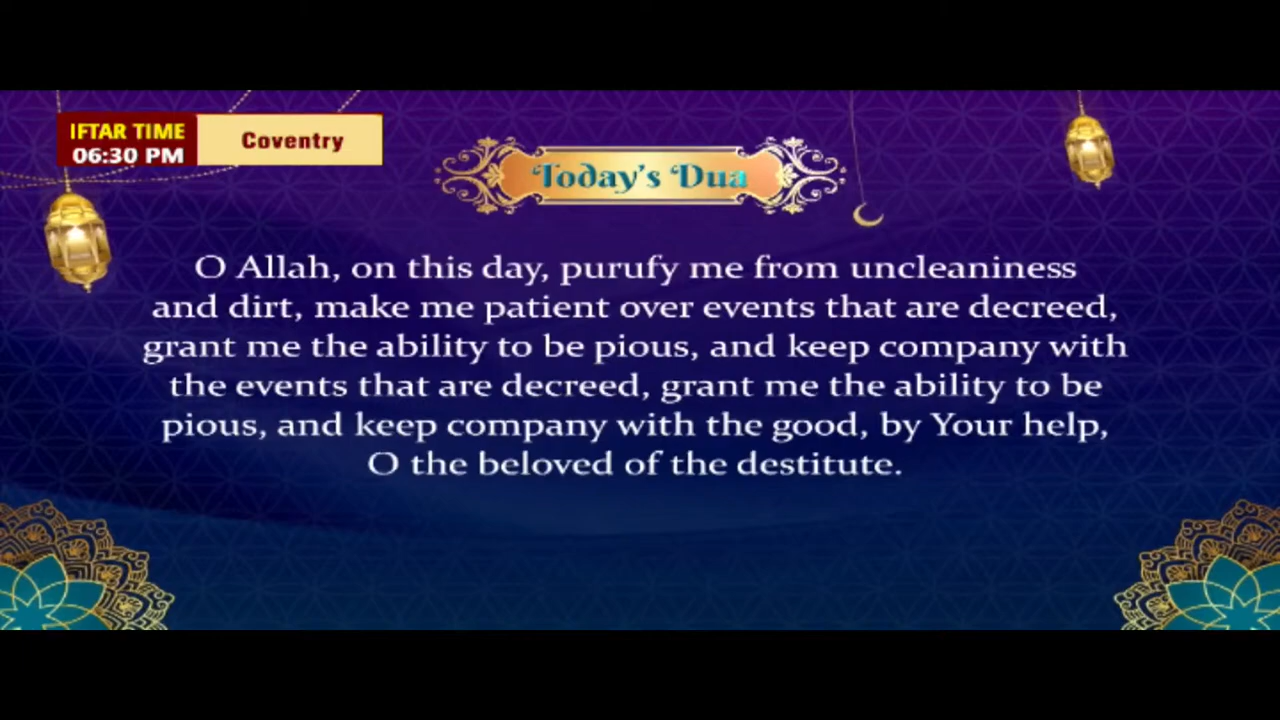 IFTAR TIME
06:30 PM
Coventry
Today's Dua
O Allah, on this day, purufy me from uncleaniness
and dirt, make me patient over events that are decreed,
grant me the ability to be pious, and keep company with
the events that are decreed, grant me the ability to be
pious, and keep company with the good, by Your help,
O the beloved of the destitute.